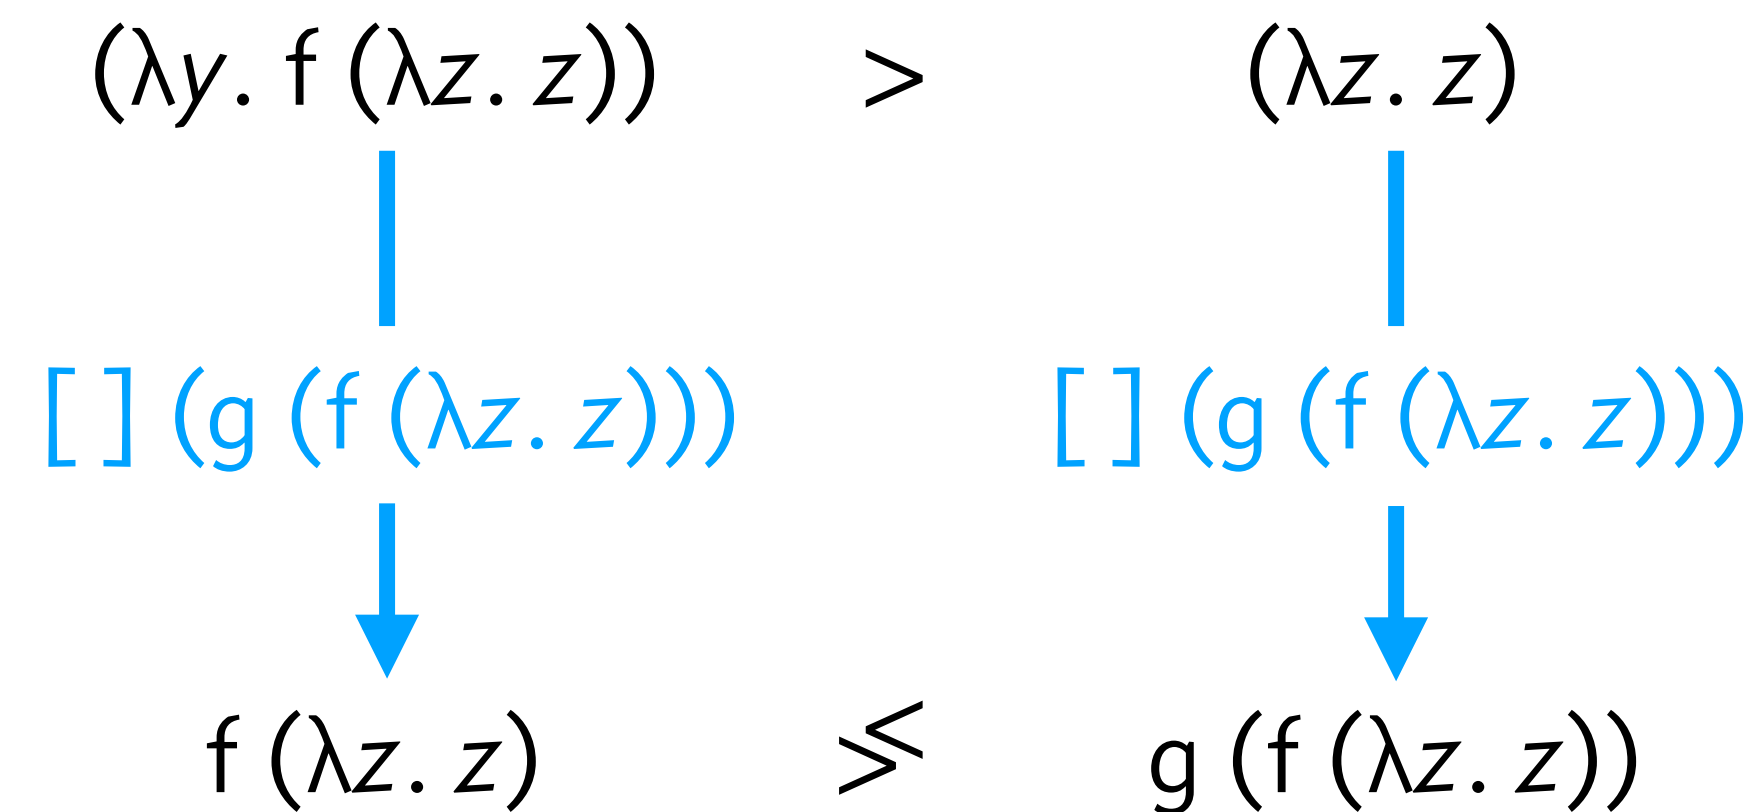 (λy. f (λz. z)) > (λz. z)
[ ] (g (f (λz. z))) [ ] (g (f (λz. z)))
f (λz. z) ≸ g (f (λz. z))